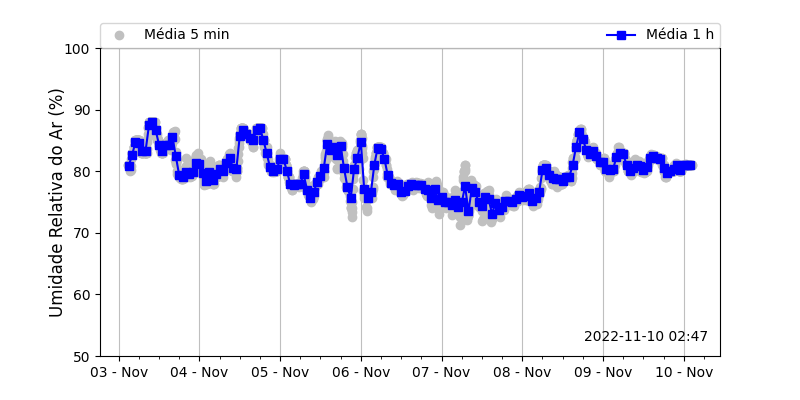 Média 5 min
Média 1 h
Umidade Relativa do Ar (%)
100
90
80
70
60
50
2022-11-10 02:47
03 - Nov
04 - Nov
05 - Nov
06 - Nov
07 - Nov
08 - Nov
09 - Nov
10 - Nov